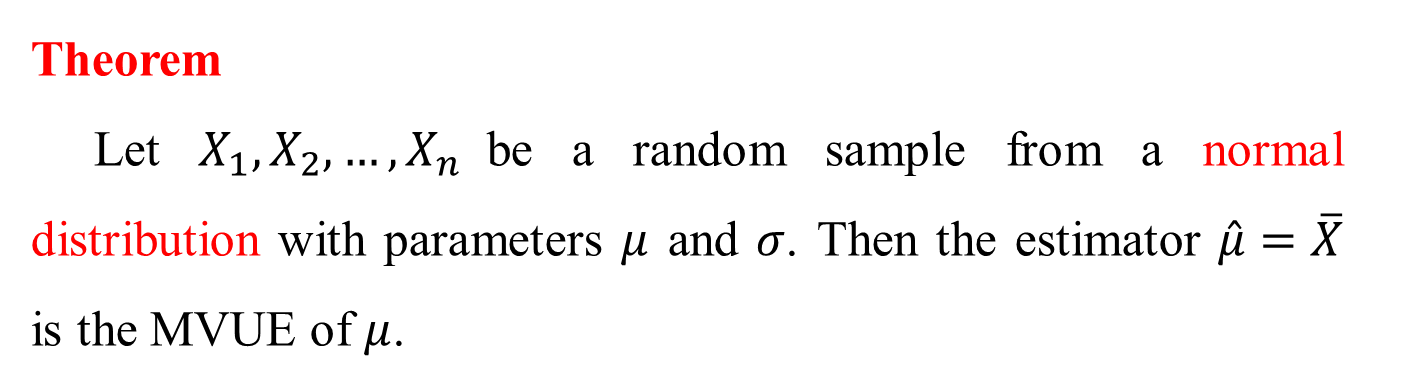 Theorem
Let X₁, X₂, … , Xₙ be a random sample from a normal
distribution with parameters μ and σ. Then the estimator μ̂ = X̄
is the MVUE of μ.